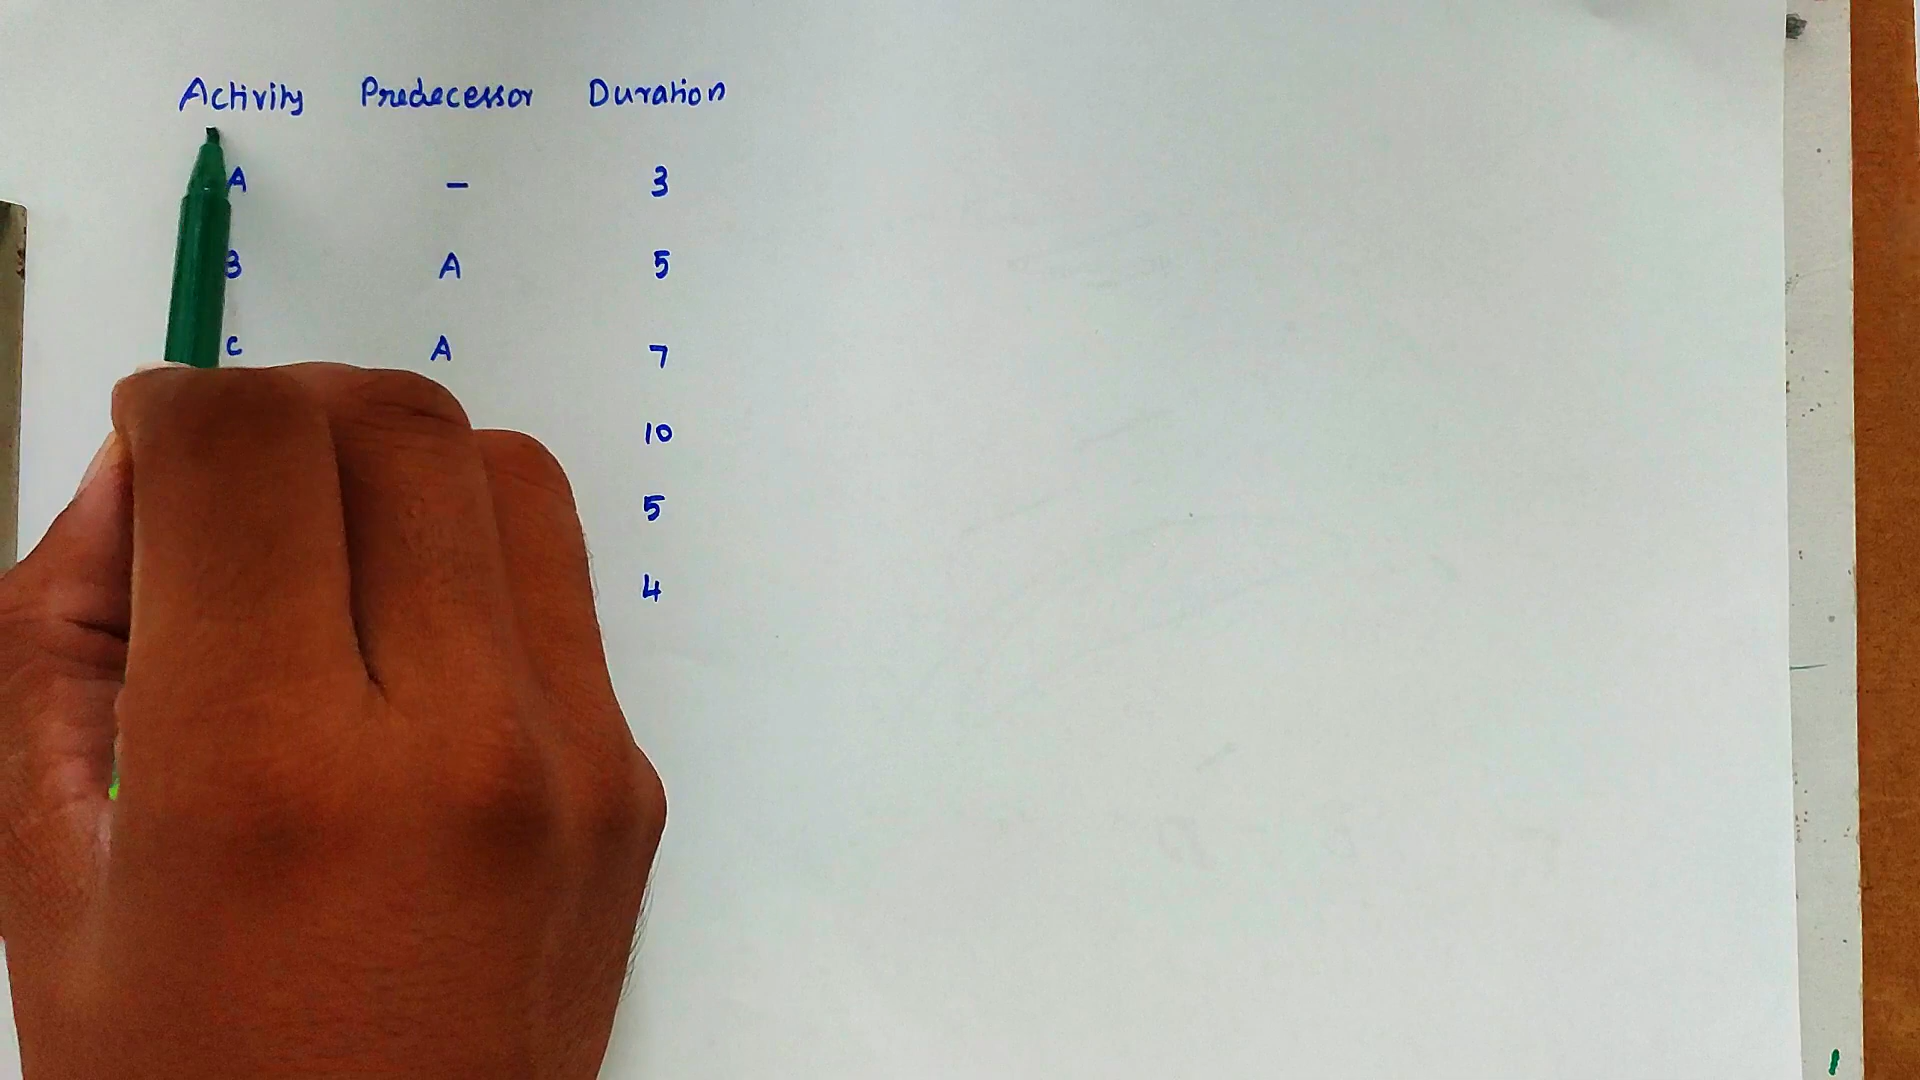 Activity Predecessor Duration
A - 3
B A 5
C A 7
10
5
4